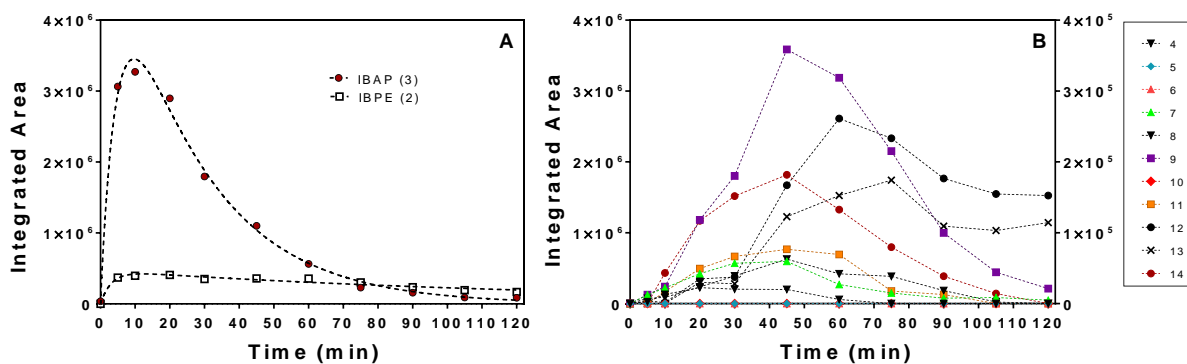 A
Integrated Area
4×10⁶
3×10⁶
2×10⁶
1×10⁶
0
IBAP (3)
IBPE (2)
0 10 20 30 40 50 60 70 80 90 100 110 120
Time (min)
B
Integrated Area
4×10⁶
3×10⁶
2×10⁶
1×10⁶
0
4×10⁵
3×10⁵
2×10⁵
1×10⁵
0
0 10 20 30 40 50 60 70 80 90 100 110 120
Time (min)
4
5
6
7
8
9
10
11
12
13
14